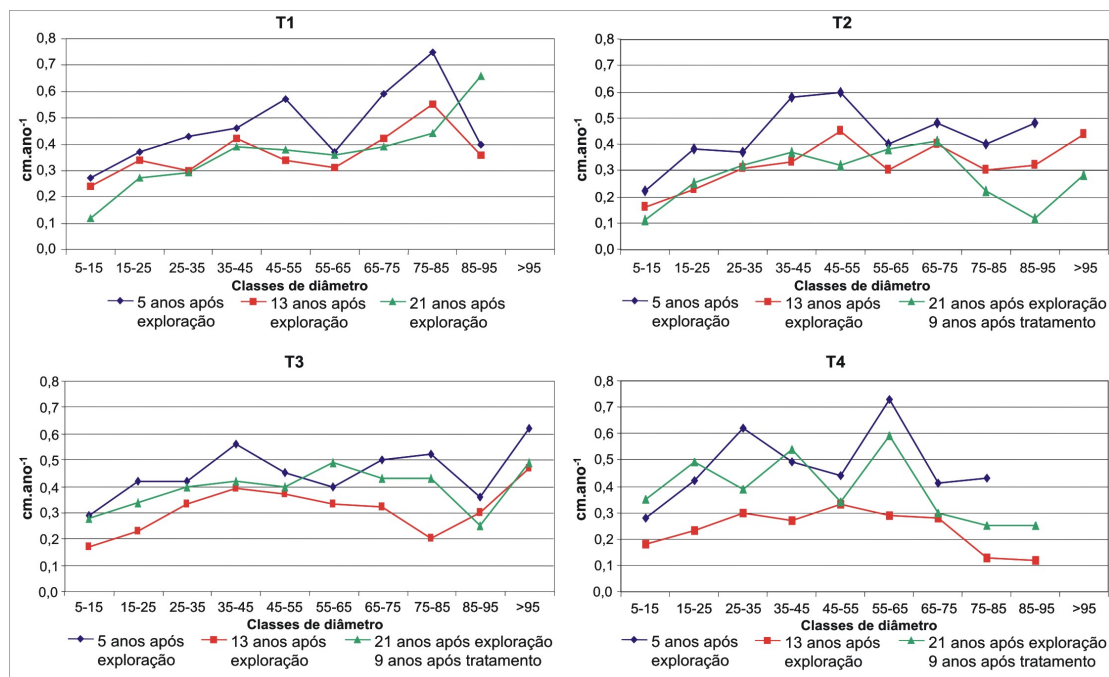 T1
0,8
0,7
0,6
0,5
0,4
0,3
0,2
0,1
0,0
cm.ano⁻¹
5-15 15-25 25-35 35-45 45-55 55-65 65-75 75-85 85-95 >95
Classes de diâmetro
5 anos após exploração
13 anos após exploração
21 anos após exploração
T2
0,8
0,7
0,6
0,5
0,4
0,3
0,2
0,1
0,0
cm.ano⁻¹
5-15 15-25 25-35 35-45 45-55 55-65 65-75 75-85 85-95 >95
Classes de diâmetro
5 anos após
exploração
13 anos após
exploração
21 anos após exploração
9 anos após tratamento
T3
0,8
0,7
0,6
0,5
0,4
0,3
0,2
0,1
0,0
cm.ano⁻¹
5-15 15-25 25-35 35-45 45-55 55-65 65-75 75-85 85-95 >95
Classes de diâmetro
5 anos após
exploração
13 anos após
exploração
21 anos após exploração
9 anos após tratamento
T4
0,8
0,7
0,6
0,5
0,4
0,3
0,2
0,1
0,0
cm.ano⁻¹
5-15 15-25 25-35 35-45 45-55 55-65 65-75 75-85 85-95 >95
Classes de diâmetro
5 anos após
exploração
13 anos após
exploração
21 anos após exploração
9 anos após tratamento